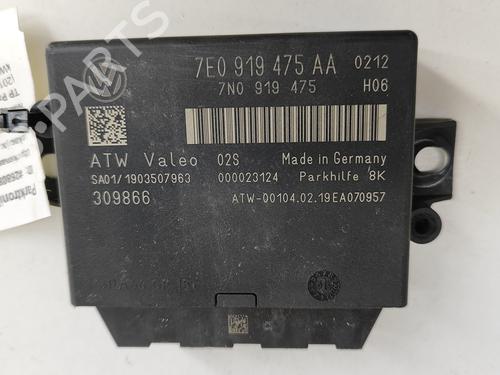 7E0 919 475 AA 0212
7N0 919 475 H06
ATW Valeo 02S Made in Germany
SA01/1903507963 000023124 Parkhilfe 8K
309866 ATW-00104.02.19EA070957
PARTS